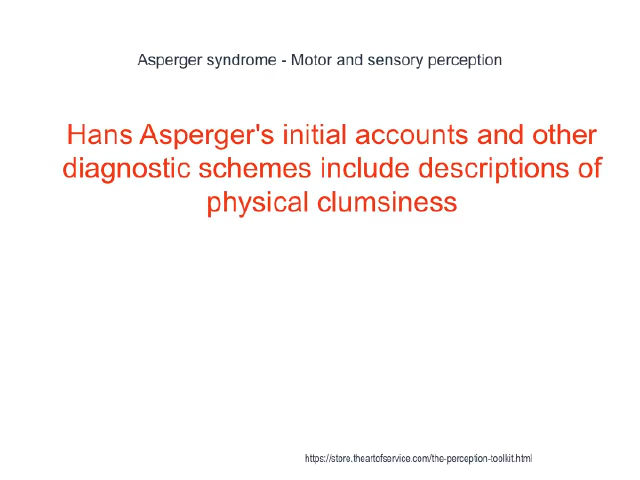 Asperger syndrome - Motor and sensory perception
Hans Asperger's initial accounts and other
diagnostic schemes include descriptions of
physical clumsiness
https://store.theartofservice.com/the-perception-toolkit.html